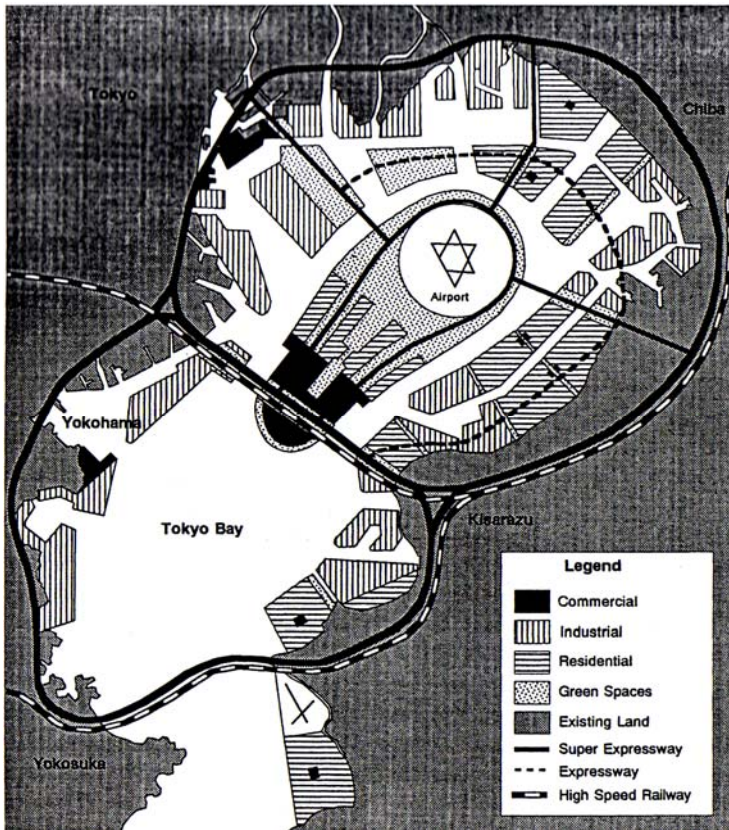 Tokyo
Chiba
Airport
Yokohama
Tokyo Bay
Kisarazu
Yokosuka
Legend
Commercial
Industrial
Residential
Green Spaces
Existing Land
Super Expressway
Expressway
High Speed Railway